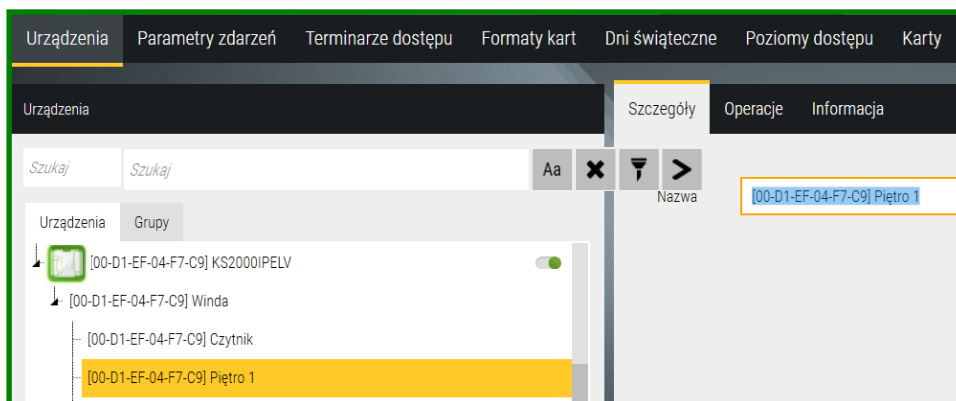 Urządzenia Parametry zdarzeń Terminarze dostępu Formaty kart Dni świąteczne Poziomy dostępu Karty
Urządzenia
Szukaj Szukaj Aa
Urządzenia Grupy
[00-D1-EF-04-F7-C9] KS2000IPELV
[00-D1-EF-04-F7-C9] Winda
[00-D1-EF-04-F7-C9] Czytnik
[00-D1-EF-04-F7-C9] Piętro 1
Szczegóły Operacje Informacja
Nazwa [00-D1-EF-04-F7-C9] Piętro 1